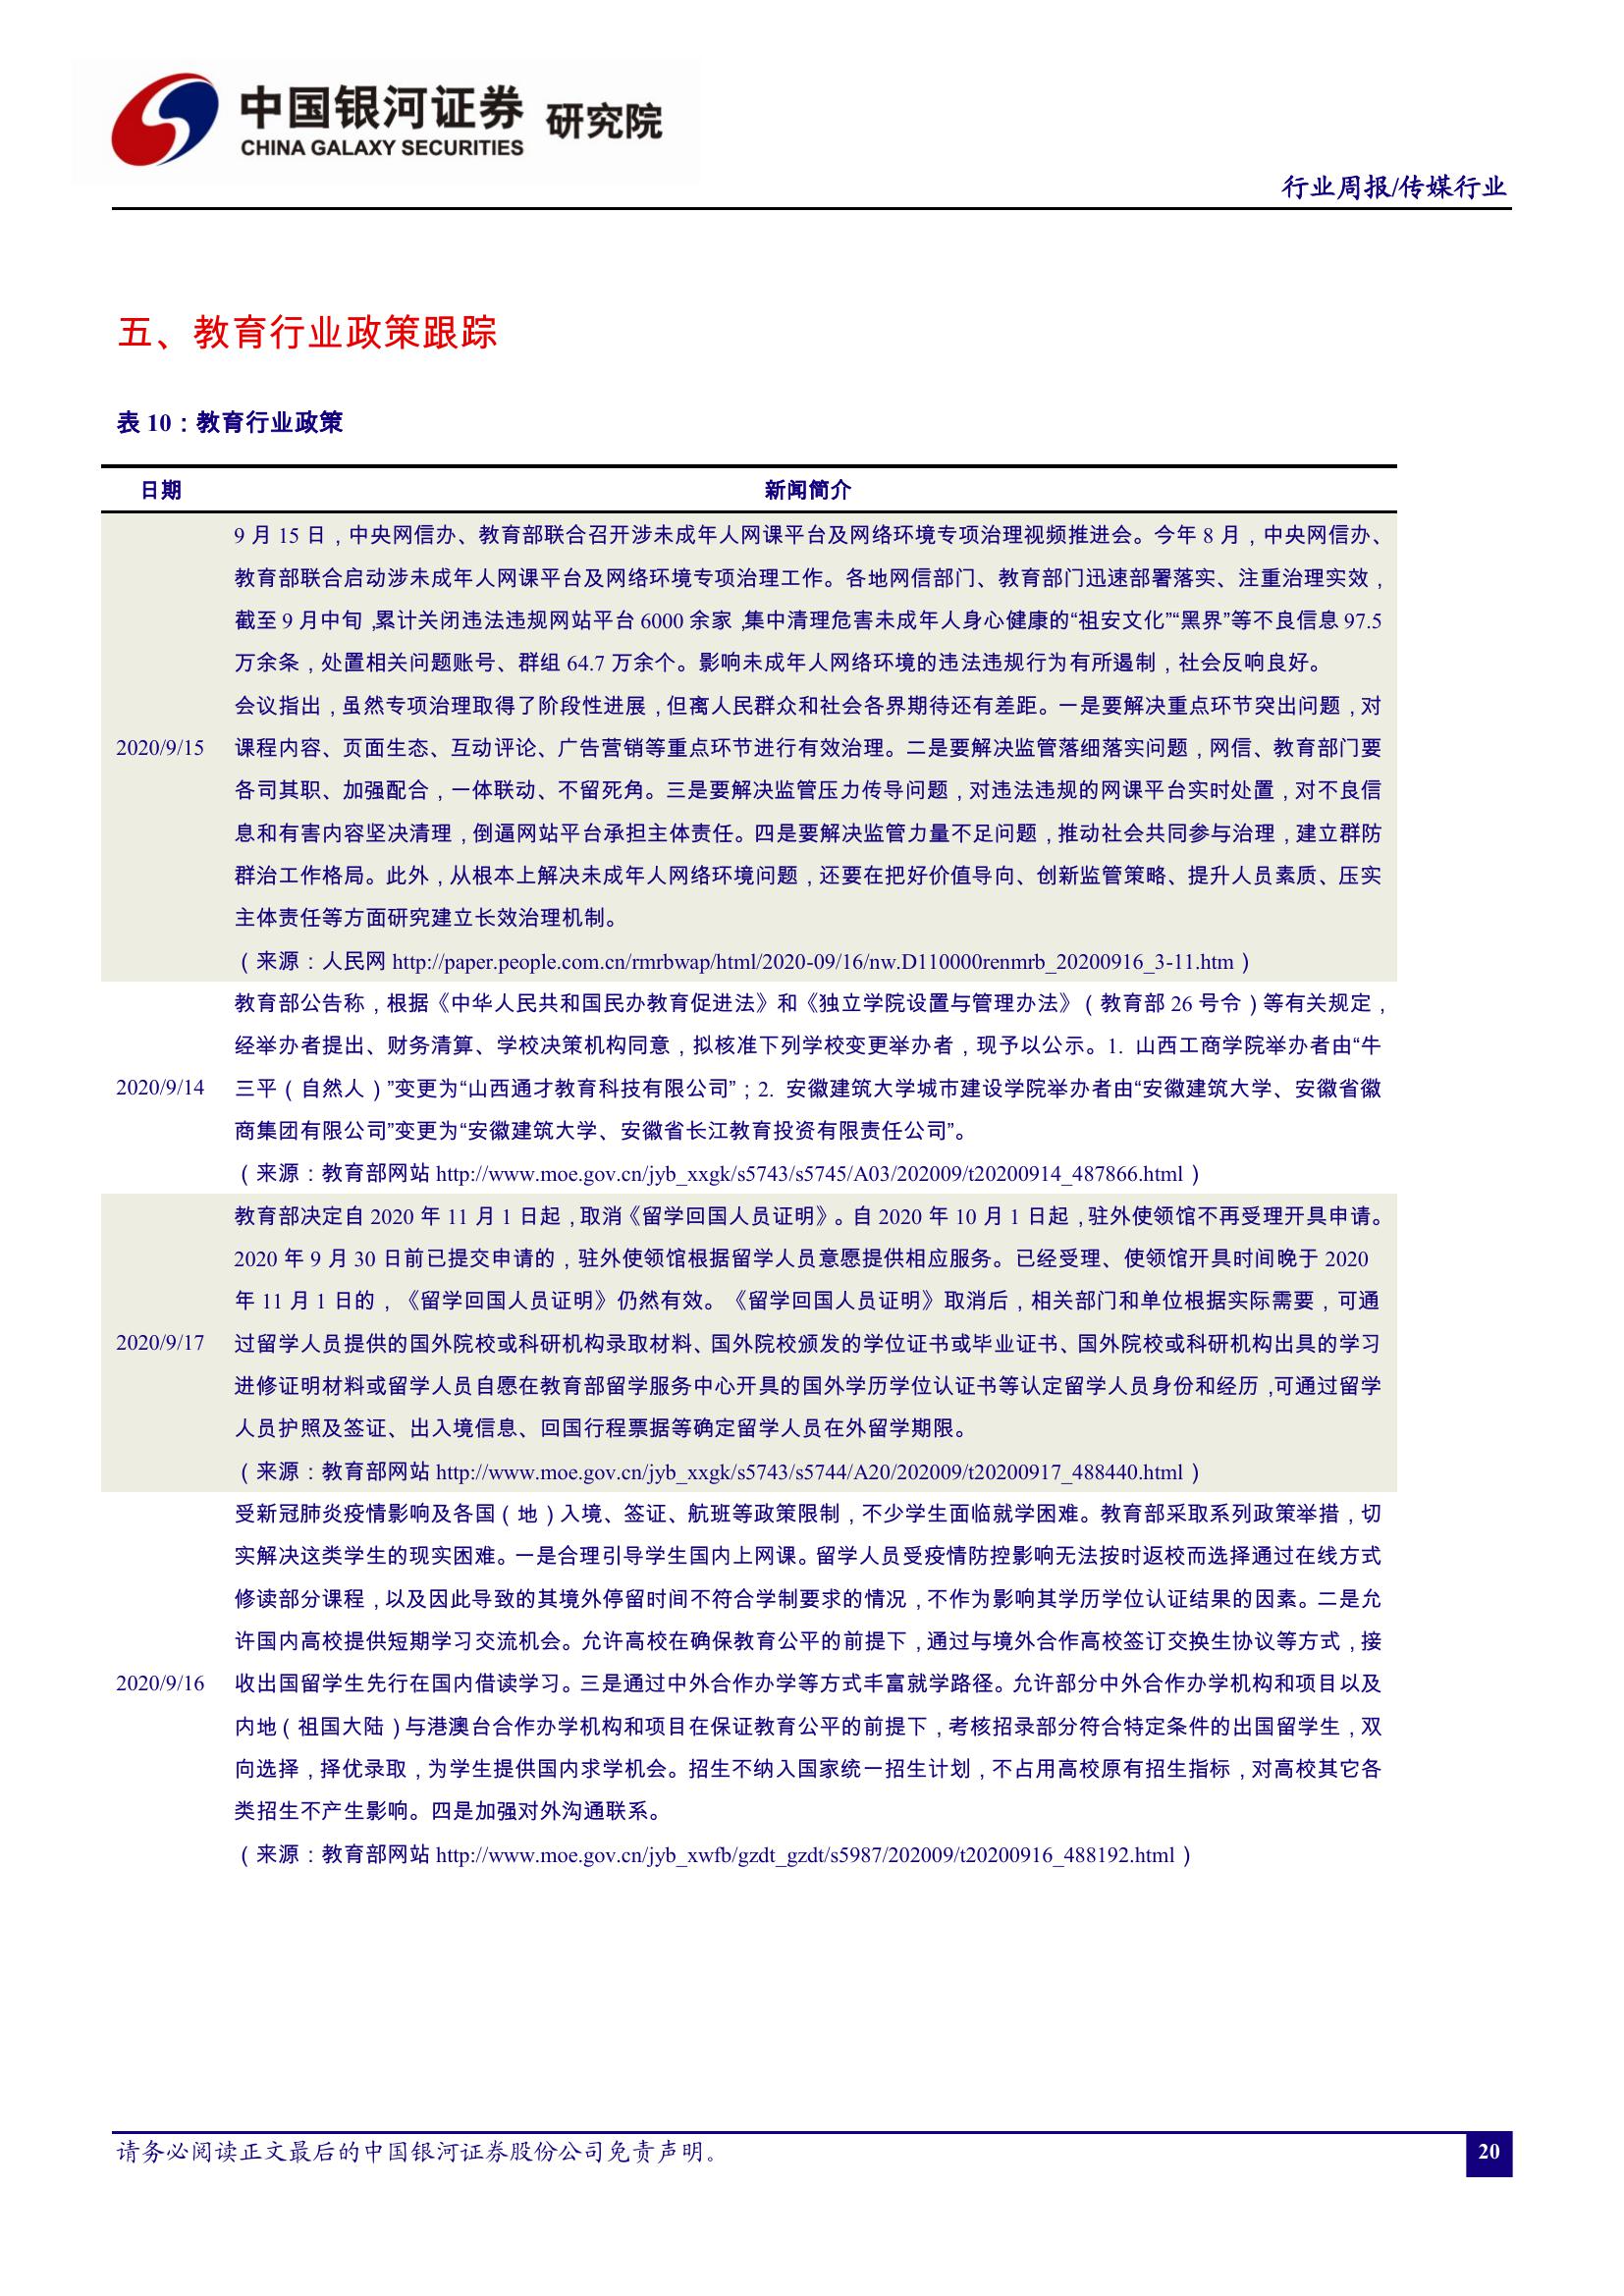 中国银河证券 研究院
CHINA GALAXY SECURITIES
行业周报/传媒行业
五、教育行业政策跟踪
表 10：教育行业政策
日期 新闻简介
9 月 15 日，中央网信办、教育部联合召开涉未成年人网课平台及网络环境专项治理视频推进会。今年 8 月，中央网信办、
教育部联合启动涉未成年人网课平台及网络环境专项治理工作。各地网信部门、教育部门迅速部署落实、注重治理实效，
截至 9 月中旬，累计关闭违法违规网站平台 6000 余家，集中清理危害未成年人身心健康的“祖安文化”“黑界”等不良信息 97.5
万余条，处置相关问题账号、群组 64.7 万余个。影响未成年人网络环境的违法违规行为有所遏制，社会反响良好。
会议指出，虽然专项治理取得了阶段性进展，但离人民群众和社会各界期待还有差距。一是要解决重点环节突出问题，对
2020/9/15 课程内容、页面生态、互动评论、广告营销等重点环节进行有效治理。二是要解决监管落细落实问题，网信、教育部门要
各司其职、加强配合，一体联动、不留死角。三是要解决监管压力传导问题，对违法违规的网课平台实时处置，对不良信
息和有害内容坚决清理，倒逼网站平台承担主体责任。四是要解决监管力量不足问题，推动社会共同参与治理，建立群防
群治工作格局。此外，从根本上解决未成年人网络环境问题，还要在把好价值导向、创新监管策略、提升人员素质、压实
主体责任等方面研究建立长效治理机制。
（来源：人民网 http://paper.people.com.cn/rmrbwap/html/2020-09/16/nw.D110000renmrb_20200916_3-11.htm）
教育部公告称，根据《中华人民共和国民办教育促进法》和《独立学院设置与管理办法》（教育部 26 号令）等有关规定，
经举办者提出、财务清算、学校决策机构同意，拟核准下列学校变更举办者，现予以公示。1. 山西工商学院举办者由“牛
2020/9/14 三平（自然人）”变更为“山西通才教育科技有限公司”；2. 安徽建筑大学城市建设学院举办者由“安徽建筑大学、安徽省徽
商集团有限公司”变更为“安徽建筑大学、安徽省长江教育投资有限责任公司”。
（来源：教育部网站 http://www.moe.gov.cn/jyb_xxgk/s5743/s5745/A03/202009/t20200914_487866.html）
教育部决定自 2020 年 11 月 1 日起，取消《留学回国人员证明》。自 2020 年 10 月 1 日起，驻外使领馆不再受理开具申请。
2020 年 9 月 30 日前已提交申请的，驻外使领馆根据留学人员意愿提供相应服务。已经受理、使领馆开具时间晚于 2020
年 11 月 1 日的，《留学回国人员证明》仍然有效。《留学回国人员证明》取消后，相关部门和单位根据实际需要，可通
2020/9/17 过留学人员提供的国外院校或科研机构录取材料、国外院校颁发的学位证书或毕业证书、国外院校或科研机构出具的学习
进修证明材料或留学人员自愿在教育部留学服务中心开具的国外学历学位认证书等认定留学人员身份和经历，可通过留学
人员护照及签证、出入境信息、回国行程票据等确定留学人员在外留学期限。
（来源：教育部网站 http://www.moe.gov.cn/jyb_xxgk/s5743/s5744/A20/202009/t20200917_488440.html）
受新冠肺炎疫情影响及各国（地）入境、签证、航班等政策限制，不少学生面临就学困难。教育部采取系列政策举措，切
实解决这类学生的现实困难。一是合理引导学生国内上网课。留学人员受疫情防控影响无法按时返校而选择通过在线方式
修读部分课程，以及因此导致的其境外停留时间不符合学制要求的情况，不作为影响其学历学位认证结果的因素。二是允
许国内高校提供短期学习交流机会。允许高校在确保教育公平的前提下，通过与境外合作高校签订交换生协议等方式，接
2020/9/16 收出国留学生先行在国内借读学习。三是通过中外合作办学等方式丰富就学路径。允许部分中外合作办学机构和项目以及
内地（祖国大陆）与港澳台合作办学机构和项目在保证教育公平的前提下，考核招录部分符合特定条件的出国留学生，双
向选择，择优录取，为学生提供国内求学机会。招生不纳入国家统一招生计划，不占用高校原有招生指标，对高校其它各
类招生不产生影响。四是加强对外沟通联系。
（来源：教育部网站 http://www.moe.gov.cn/jyb_xwfb/gzdt_gzdt/s5987/202009/t20200916_488192.html）
请务必阅读正文最后的中国银河证券股份公司免责声明。
20